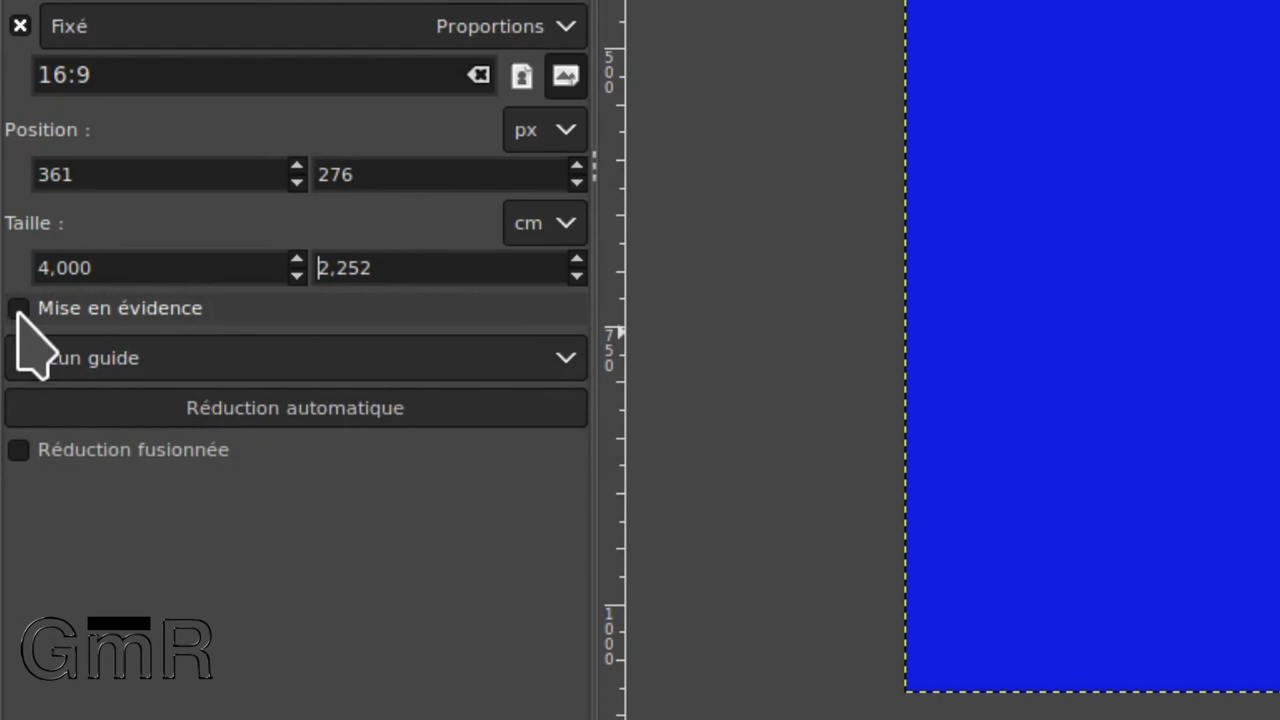 Fixé Proportions
16:9
Position : px
361 276
Taille : cm
4,000 2,252
Mise en évidence
un guide
Réduction automatique
Réduction fusionnée
GmR
500
750
1000